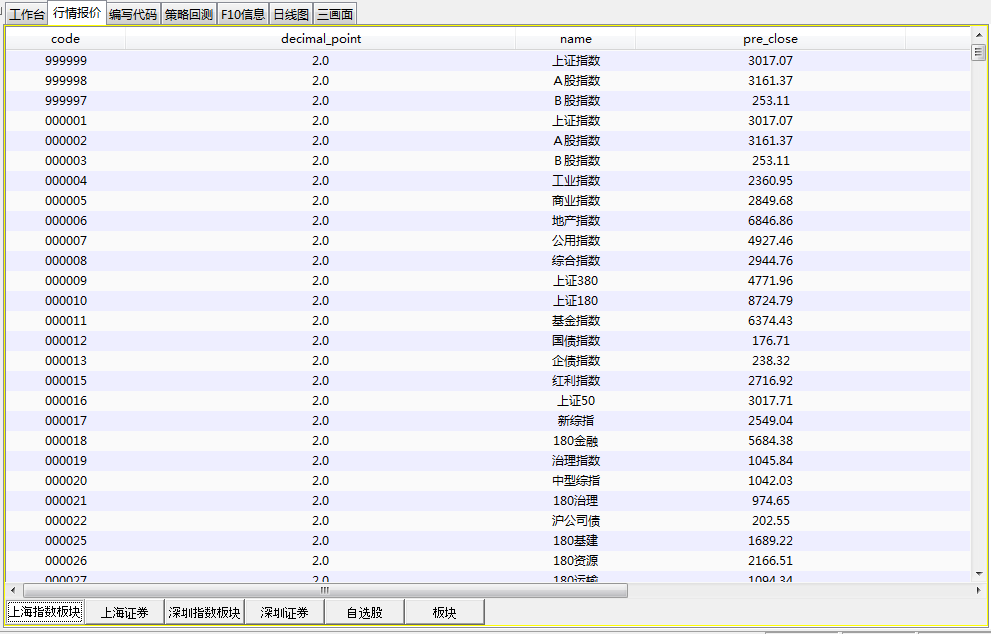 工作台 行情报价 编写代码 策略回测 F10信息 日线图 三画面
code decimal_point name pre_close
999999 2.0 上证指数 3017.07
999998 2.0 A股指数 3161.37
999997 2.0 B股指数 253.11
000001 2.0 上证指数 3017.07
000002 2.0 A股指数 3161.37
000003 2.0 B股指数 253.11
000004 2.0 工业指数 2360.95
000005 2.0 商业指数 2849.68
000006 2.0 地产指数 6846.86
000007 2.0 公用指数 4927.46
000008 2.0 综合指数 2944.76
000009 2.0 上证380 4771.96
000010 2.0 上证180 8724.79
000011 2.0 基金指数 6374.43
000012 2.0 国债指数 176.71
000013 2.0 企债指数 238.32
000015 2.0 红利指数 2716.92
000016 2.0 上证50 3017.71
000017 2.0 新综指 2549.04
000018 2.0 180金融 5684.38
000019 2.0 治理指数 1045.84
000020 2.0 中型综指 1042.03
000021 2.0 180治理 974.65
000022 2.0 沪公司债 202.55
000025 2.0 180基建 1689.22
000026 2.0 180资源 2166.51
000027 2.0 180运输 1094.34
上海指数板块 上海证券 深圳指数板块 深圳证券 自选股 板块